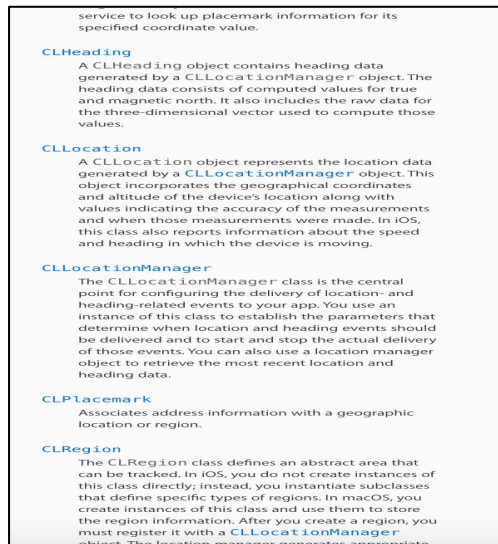 service to look up placemark information for its
specified coordinate value.
CLHeading
A CLHeading object contains heading data
generated by a CLLocationManager object. The
heading data consists of computed values for true
and magnetic north. It also includes the raw data for
the three-dimensional vector used to compute those
values.
CLLocation
A CLLocation object represents the location data
generated by a CLLocationManager object. This
object incorporates the geographical coordinates
and altitude of the device's location along with
values indicating the accuracy of the measurements
and when those measurements were made. In iOS,
this class also reports information about the speed
and heading in which the device is moving.
CLLocationManager
The CLLocationManager class is the central
point for configuring the delivery of location- and
heading-related events to your app. You use an
instance of this class to establish the parameters that
determine when location and heading events should
be delivered and to start and stop the actual delivery
of those events. You can also use a location manager
object to retrieve the most recent location and
heading data.
CLPlacemark
Associates address information with a geographic
location or region.
CLRegion
The CLRegion class defines an abstract area that
can be tracked. In iOS, you do not create instances of
this class directly; instead, you instantiate subclasses
that define specific types of regions. In macOS, you
create instances of this class and use them to store
the region information. After you create a region, you
must register it with a CLLocationManager
object. The location manager generates appropriate